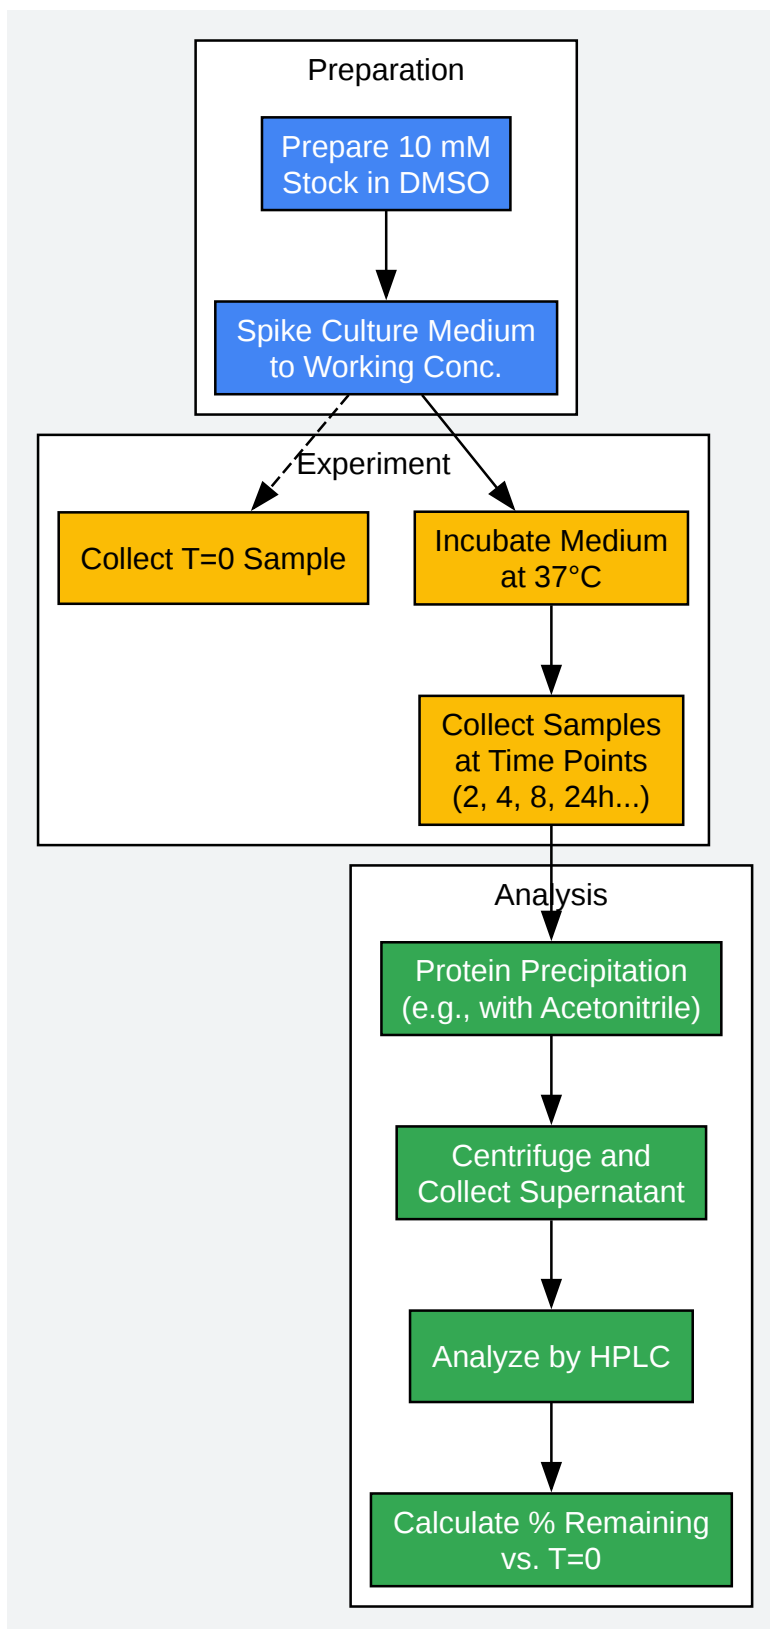 Preparation
Prepare 10 mM
Stock in DMSO
Spike Culture Medium
to Working Conc.
Experiment
Collect T=0 Sample
Incubate Medium
at 37°C
Collect Samples
at Time Points
(2, 4, 8, 24h...)
Analysis
Protein Precipitation
(e.g., with Acetonitrile)
Centrifuge and
Collect Supernatant
Analyze by HPLC
Calculate % Remaining
vs. T=0